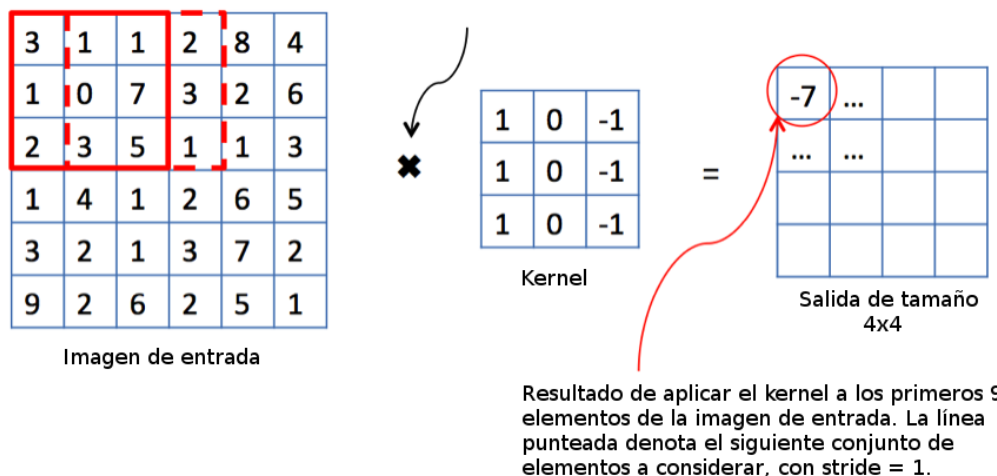 3 1 1 2 8 4
1 0 7 3 2 6
2 3 5 1 1 3
1 4 1 2 6 5
3 2 1 3 7 2
9 2 6 2 5 1
Imagen de entrada
✖
1 0 -1
1 0 -1
1 0 -1
Kernel
=
-7 ...
... ...
Salida de tamaño
4x4
Resultado de aplicar el kernel a los primeros 9
elementos de la imagen de entrada. La línea
punteada denota el siguiente conjunto de
elementos a considerar, con stride = 1.